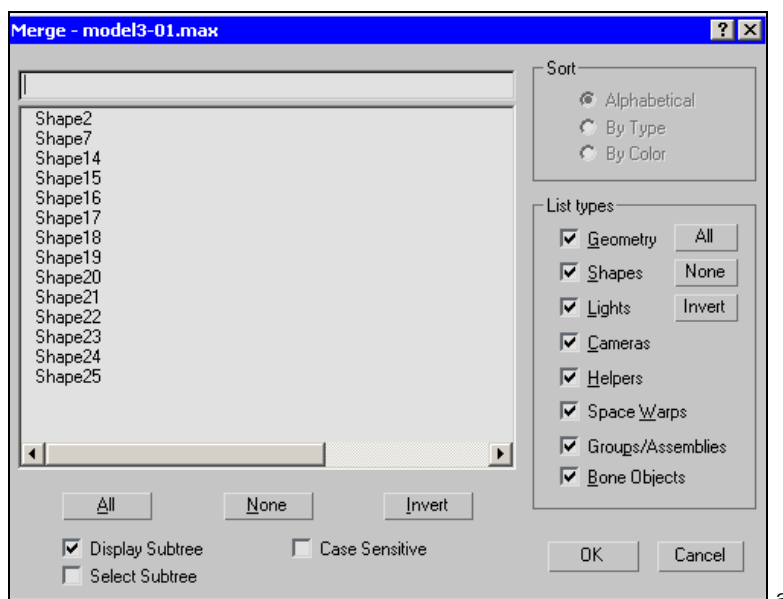 Merge - model3-01.max
Shape2
Shape7
Shape14
Shape15
Shape16
Shape17
Shape18
Shape19
Shape20
Shape21
Shape22
Shape23
Shape24
Shape25
All None Invert
Display Subtree Case Sensitive
Select Subtree
Sort
Alphabetical
By Type
By Color
List types
Geometry All
Shapes None
Lights Invert
Cameras
Helpers
Space Warps
Groups/Assemblies
Bone Objects
OK Cancel